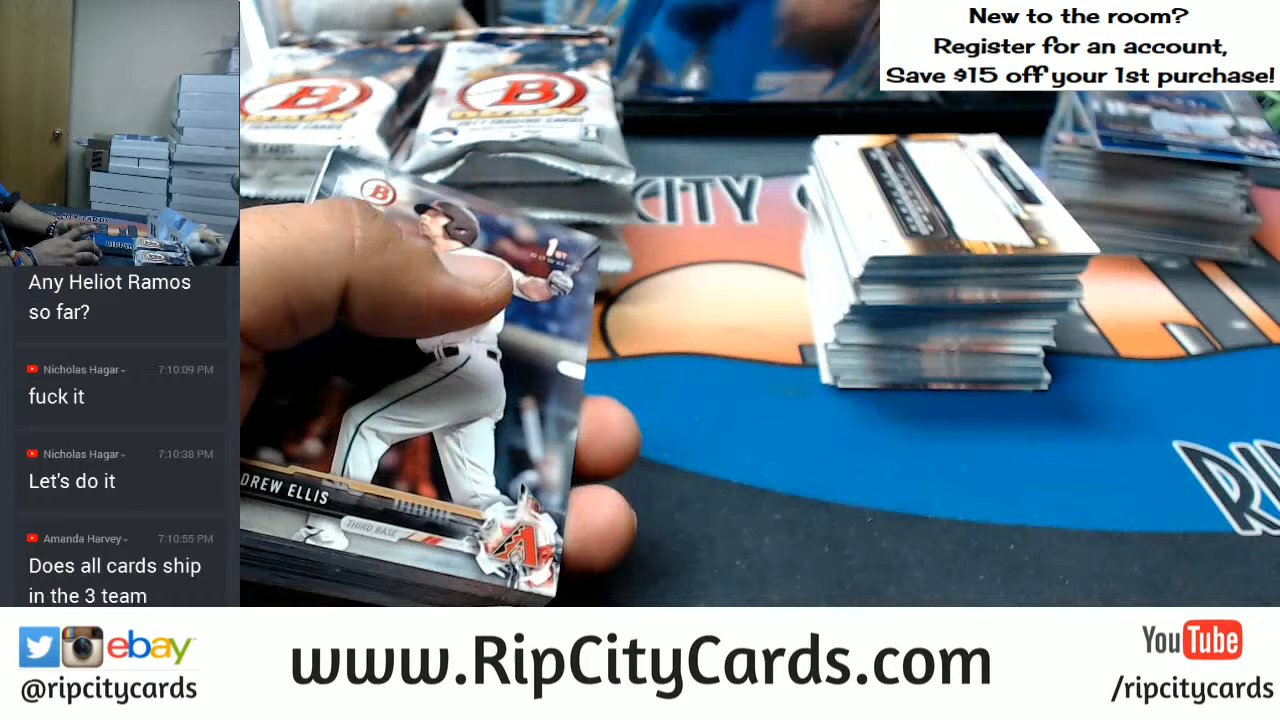 New to the room?
Register for an account,
Save $15 off your 1st purchase!
B
B
B
1ST
CITY
DREW ELLIS
THIRD BASE
A
Any Heliot Ramos
so far?
Nicholas Hagar
7:10:09 PM
fuck it
Nicholas Hagar
7:10:38 PM
Let's do it
Amanda Harvey
7:10:55 PM
Does all cards ship
in the 3 team
ebay
@ripcitycards
www.RipCityCards.com
YouTube
/ripcitycards